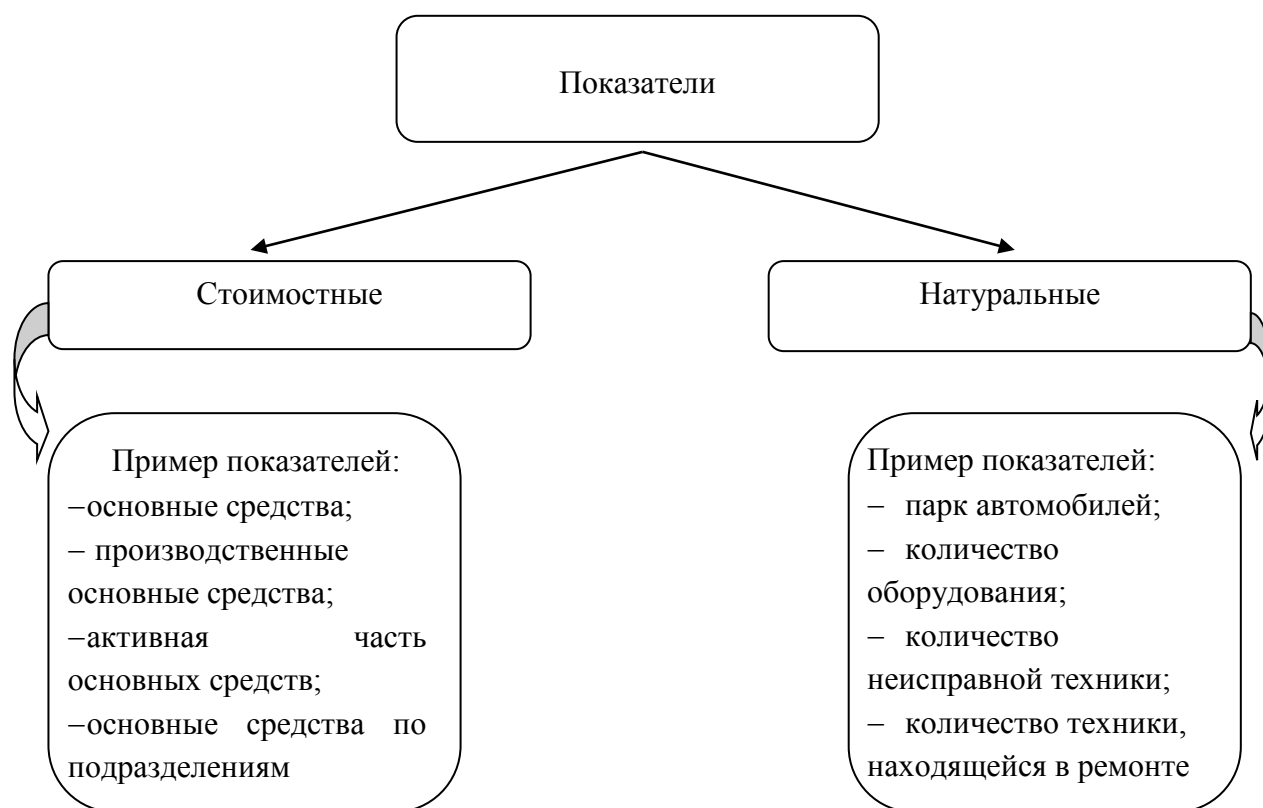 Показатели
Стоимостные
Натуральные
Пример показателей:
−основные средства;
− производственные
основные средства;
−активная часть
основных средств;
−основные средства по
подразделениям
Пример показателей:
− парк автомобилей;
− количество
оборудования;
− количество
неисправной техники;
− количество техники,
находящейся в ремонте